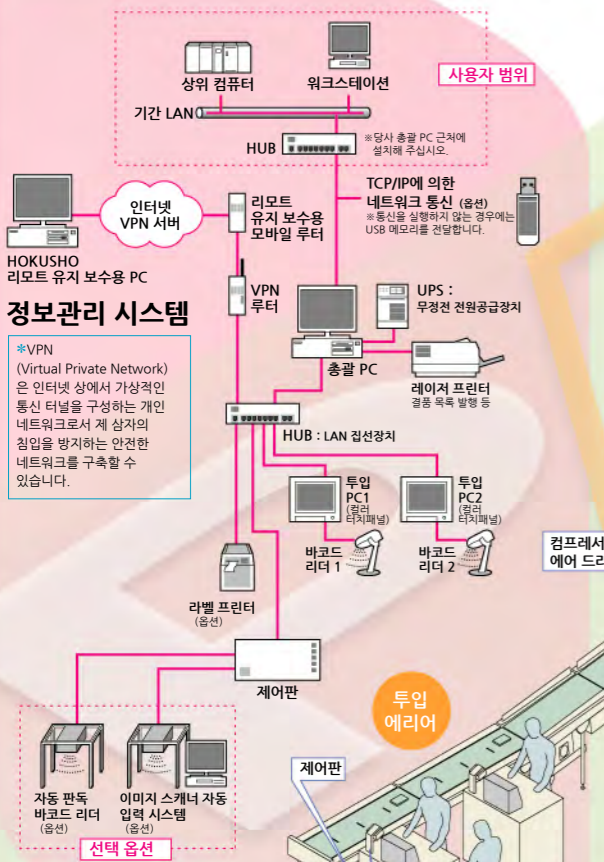 상위 컴퓨터
워크스테이션
사용자 범위
기간 LAN
HUB
※당사 총괄 PC 근처에
설치해 주십시오.
TCP/IP에 의한
네트워크 통신 (옵션)
※통신을 실행하지 않는 경우에는
USB 메모리를 전달합니다.
인터넷
VPN 서버
리모트
유지 보수용
모바일 루터
HOKUSHO
리모트 유지 보수용 PC
VPN
루터
UPS :
무정전 전원공급장치
정보관리 시스템
총괄 PC
레이저 프린터
결품 목록 발행 등
*VPN
(Virtual Private Network)
은 인터넷 상에서 가상적인
통신 터널을 구성하는 개인
네트워크로서 제 삼자의
침입을 방지하는 안전한
네트워크를 구축할 수
있습니다.
HUB : LAN 집선장치
투입
PC1
(컬러
터치패널)
투입
PC2
(컬러
터치패널)
바코드
리더 1
바코드
리더 2
컴프레서
에어 드라
라벨 프린터
(옵션)
제어판
투입
에리어
제어판
자동 판독
바코드 리더
(옵션)
이미지 스캐너 자동
입력 시스템
(옵션)
선택 옵션